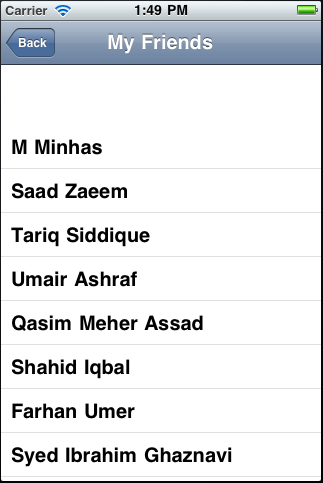 Carrier 1:49 PM
Back My Friends
M Minhas
Saad Zaeem
Tariq Siddique
Umair Ashraf
Qasim Meher Assad
Shahid Iqbal
Farhan Umer
Syed Ibrahim Ghaznavi